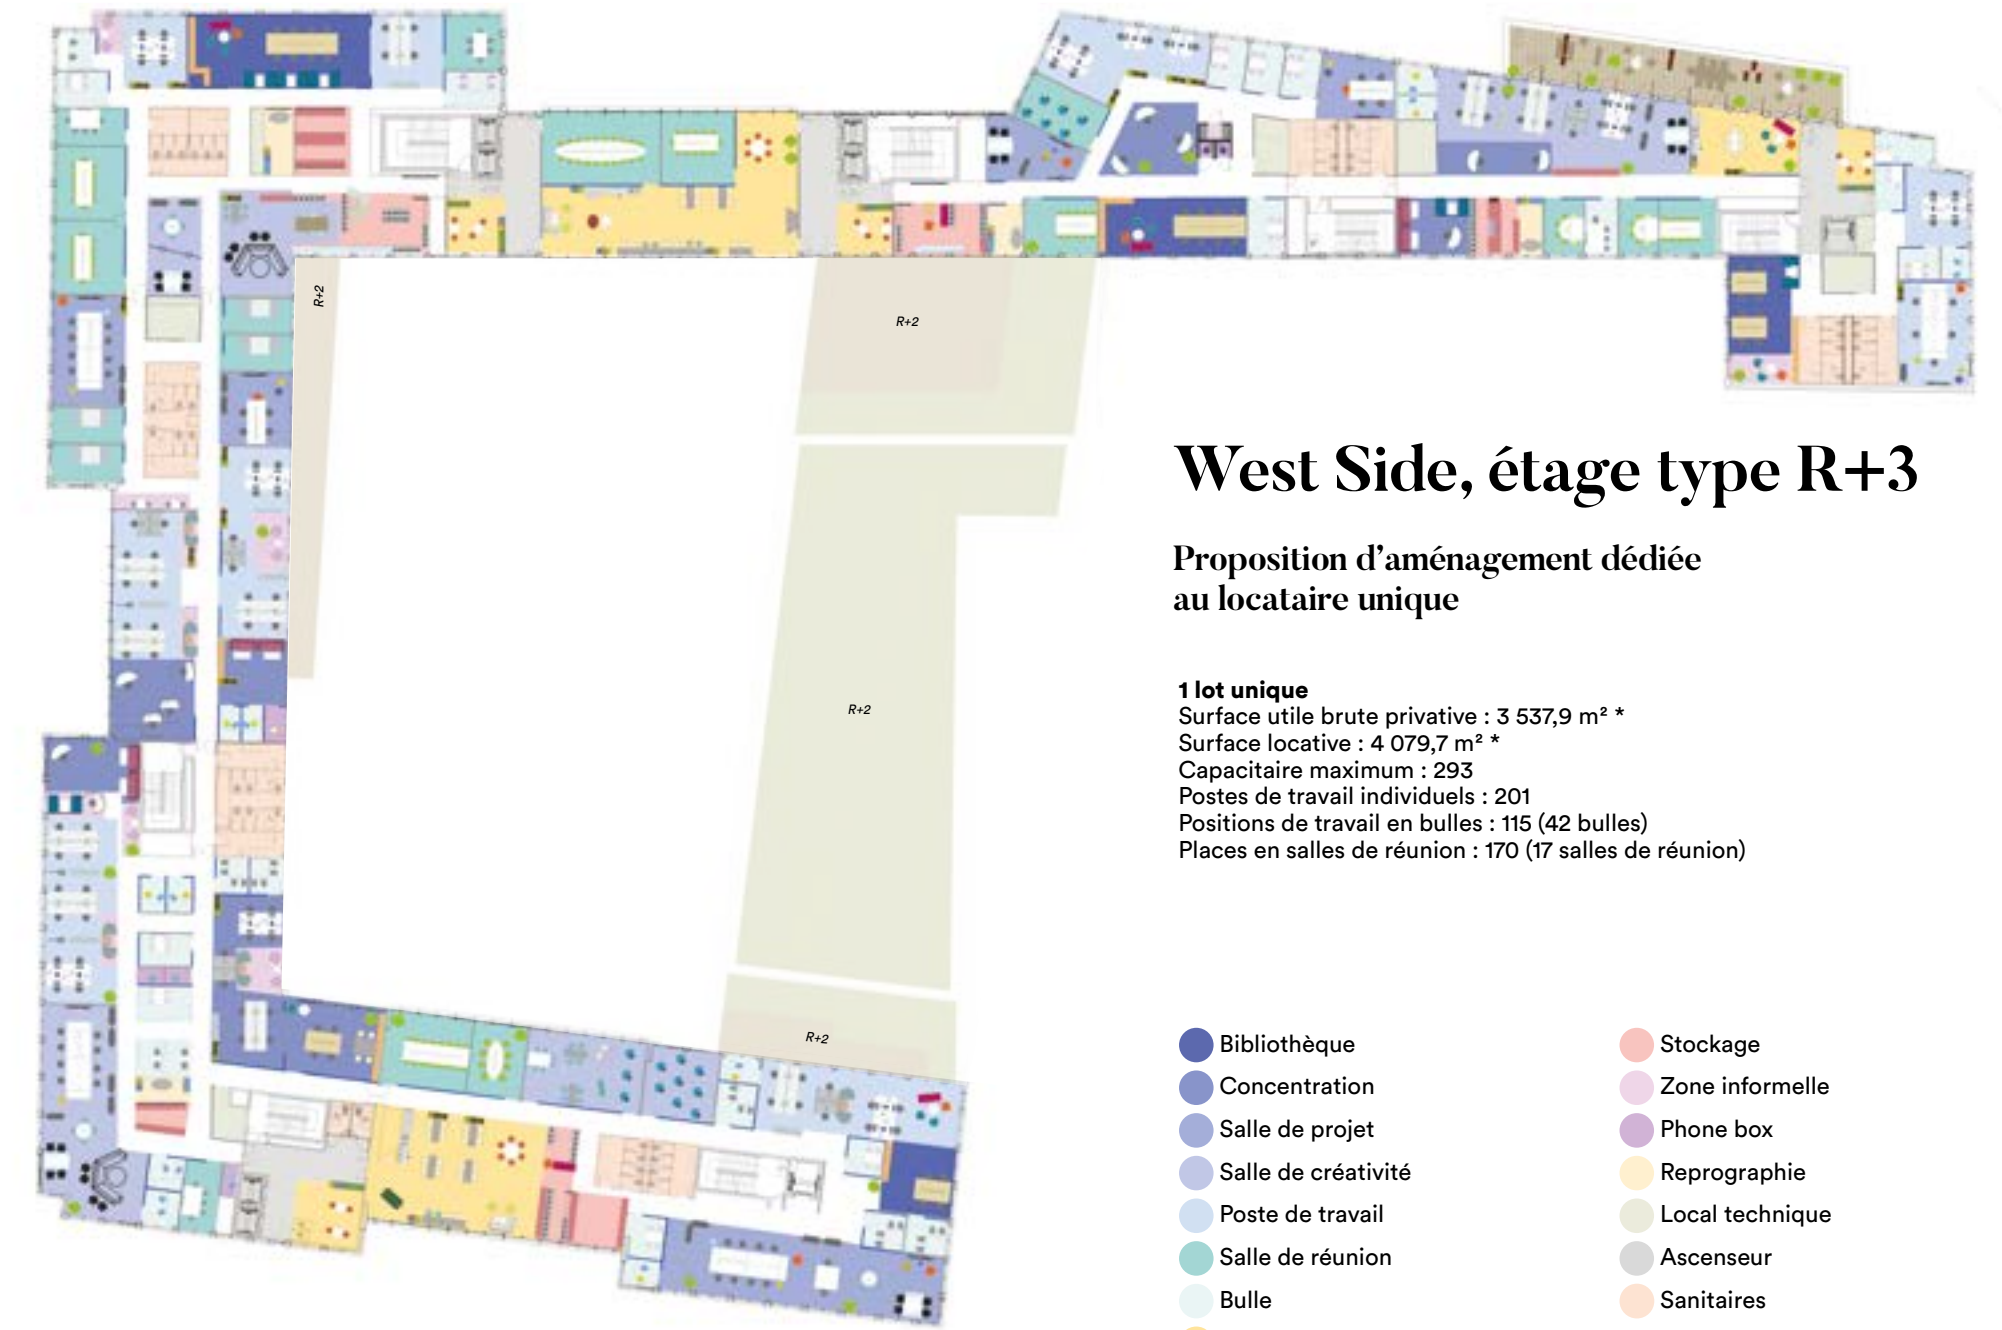 R+2
R+2
R+2
R+2
West Side, étage type R+3
Proposition d’aménagement dédiée
au locataire unique
1 lot unique
Surface utile brute privative : 3 537,9 m² *
Surface locative : 4 079,7 m² *
Capacitaire maximum : 293
Postes de travail individuels : 201
Positions de travail en bulles : 115 (42 bulles)
Places en salles de réunion : 170 (17 salles de réunion)
Bibliothèque
Concentration
Salle de projet
Salle de créativité
Poste de travail
Salle de réunion
Bulle
Stockage
Zone informelle
Phone box
Reprographie
Local technique
Ascenseur
Sanitaires